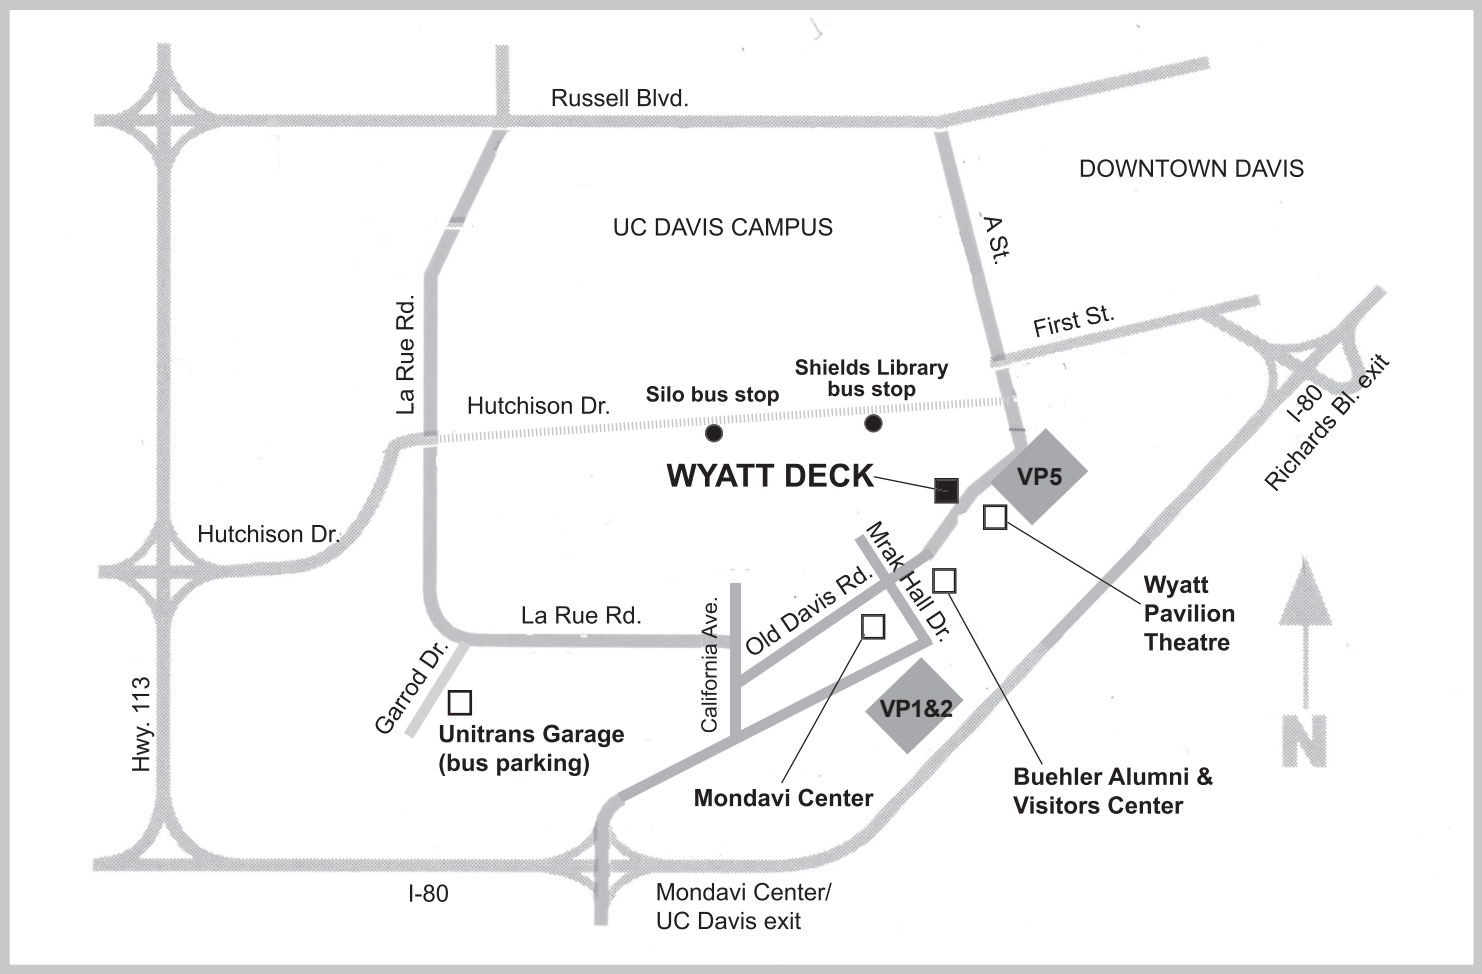 Russell Blvd.
DOWNTOWN DAVIS
UC DAVIS CAMPUS
A St.
La Rue Rd.
First St.
Shields Library
bus stop
Silo bus stop
Hutchison Dr.
I-80
Richards Bl. exit
WYATT DECK
VP5
Hutchison Dr.
Mrak Hall Dr.
Old Davis Rd.
Wyatt
Pavilion
Theatre
La Rue Rd.
California Ave.
Garrod Dr.
Hwy. 113
VP1&2
Unitrans Garage
(bus parking)
N
Mondavi Center
Buehler Alumni &
Visitors Center
I-80
Mondavi Center/
UC Davis exit